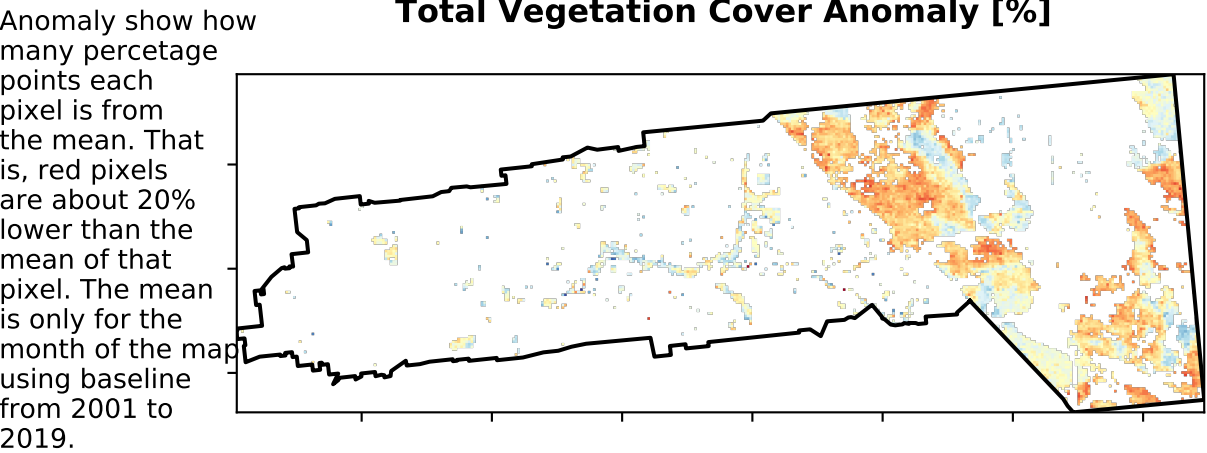 Total Vegetation Cover Anomaly [%]
Anomaly show how
many percetage
points each
pixel is from
the mean. That
is, red pixels
are about 20%
lower than the
mean of that
pixel. The mean
is only for the
month of the map
using baseline
from 2001 to
2019.